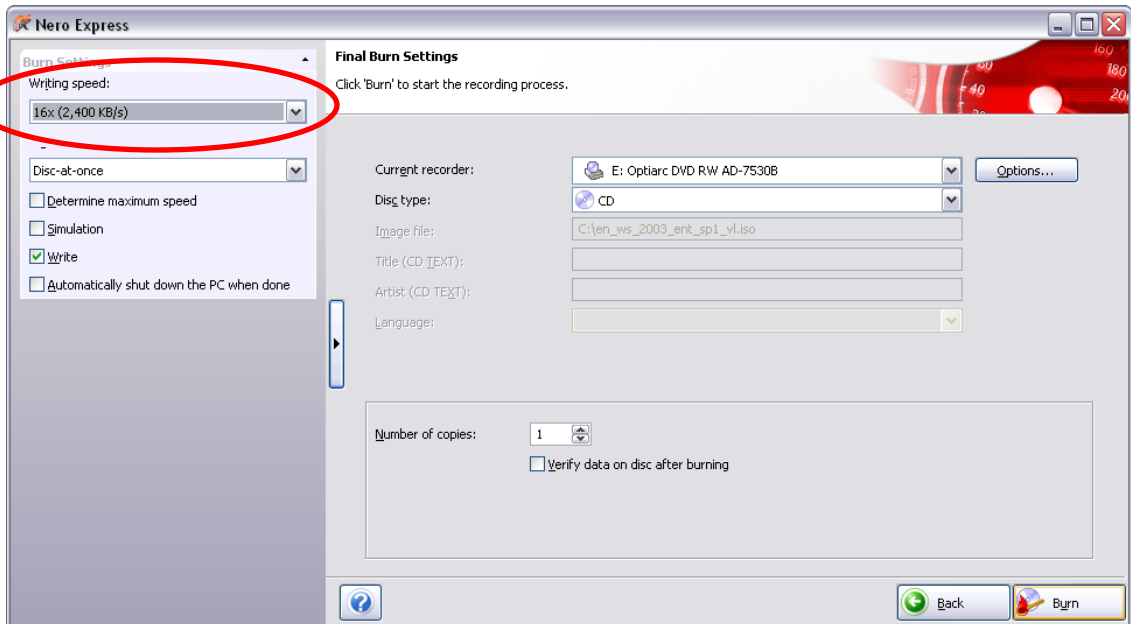 Nero Express
Burn Settings
Writing speed:
16x (2,400 KB/s)
Disc-at-once
Determine maximum speed
Simulation
Write
Automatically shut down the PC when done
Final Burn Settings
Click 'Burn' to start the recording process.
160
180
80
40
Current recorder:
E: Optiarc DVD RW AD-7530B
Options...
Disc type:
CD
Image file:
C:\en_ws_2003_ent_sp1_vl.iso
Title (CD TEXT):
Artist (CD TEXT):
Language:
Number of copies:
1
Verify data on disc after burning
Back
Burn